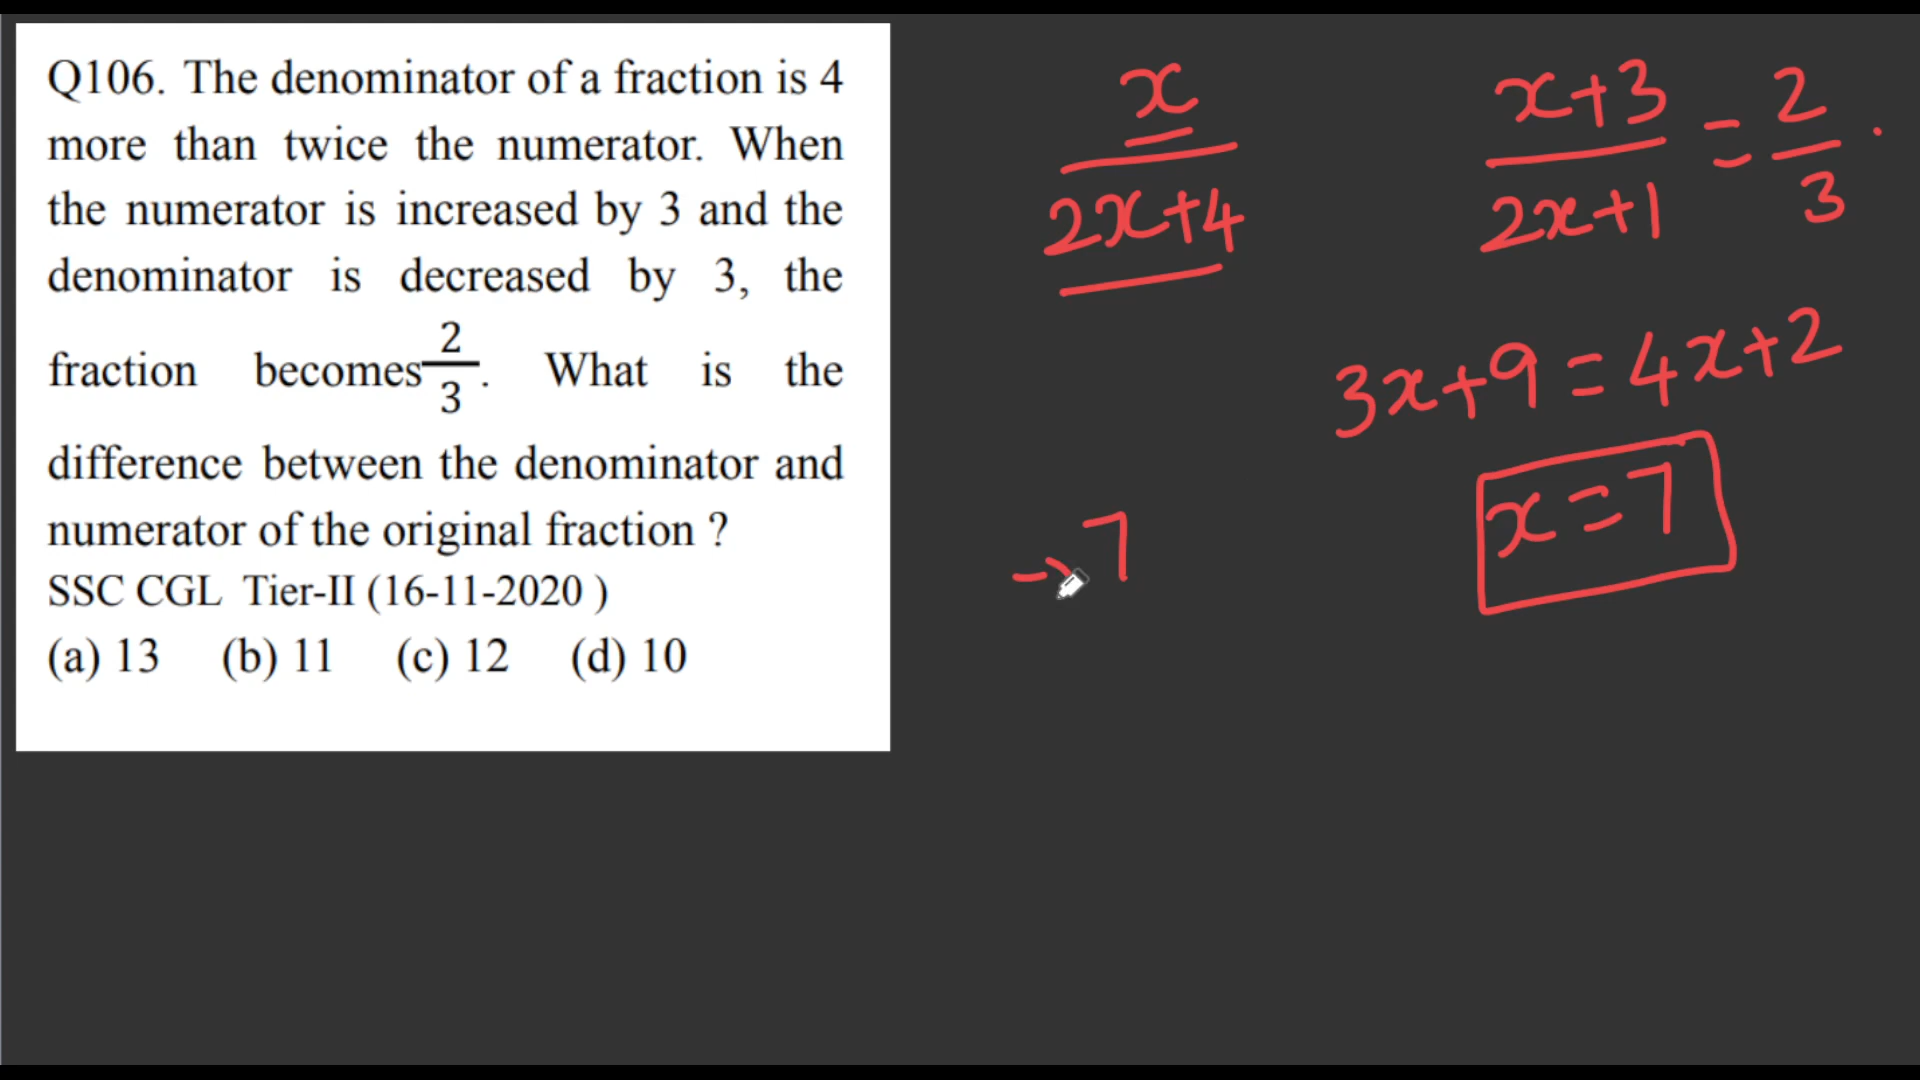 Q106. The denominator of a fraction is 4
more than twice the numerator. When
the numerator is increased by 3 and the
denominator is decreased by 3, the
fraction becomes 2/3. What is the
difference between the denominator and
numerator of the original fraction ?
SSC CGL Tier-II (16-11-2020 )
(a) 13 (b) 11 (c) 12 (d) 10
x
2x+4
x+3
2x+1
= 2/3 .
3x+9 = 4x+2
x = 7
→ 7